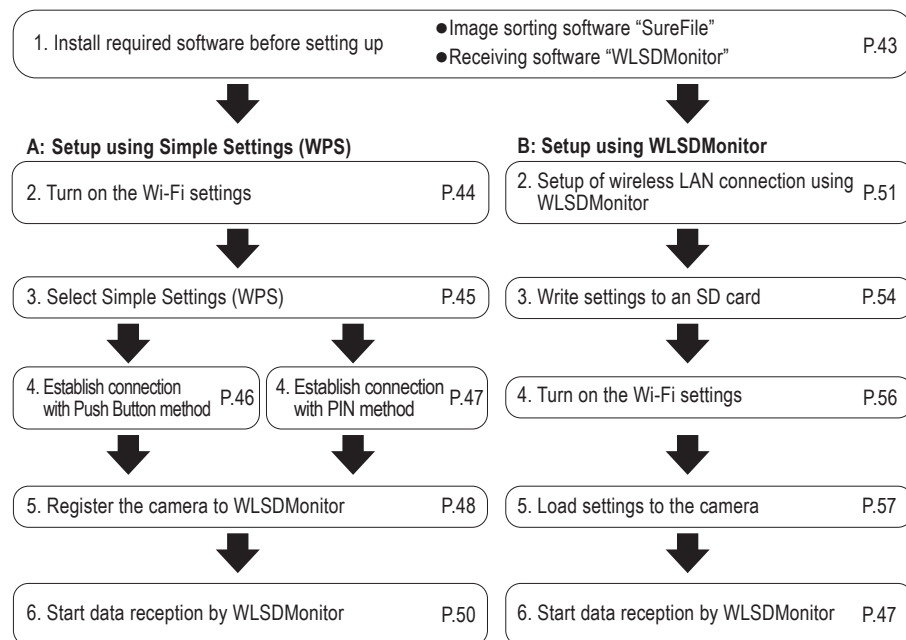 1. Install required software before setting up
●Image sorting software “SureFile”
●Receiving software “WLSDMonitor”
P.43
A: Setup using Simple Settings (WPS)
2. Turn on the Wi-Fi settings P.44
3. Select Simple Settings (WPS) P.45
4. Establish connection
with Push Button method P.46
4. Establish connection
with PIN method P.47
5. Register the camera to WLSDMonitor P.48
6. Start data reception by WLSDMonitor P.50
B: Setup using WLSDMonitor
2. Setup of wireless LAN connection using
WLSDMonitor P.51
3. Write settings to an SD card P.54
4. Turn on the Wi-Fi settings P.56
5. Load settings to the camera P.57
6. Start data reception by WLSDMonitor P.47